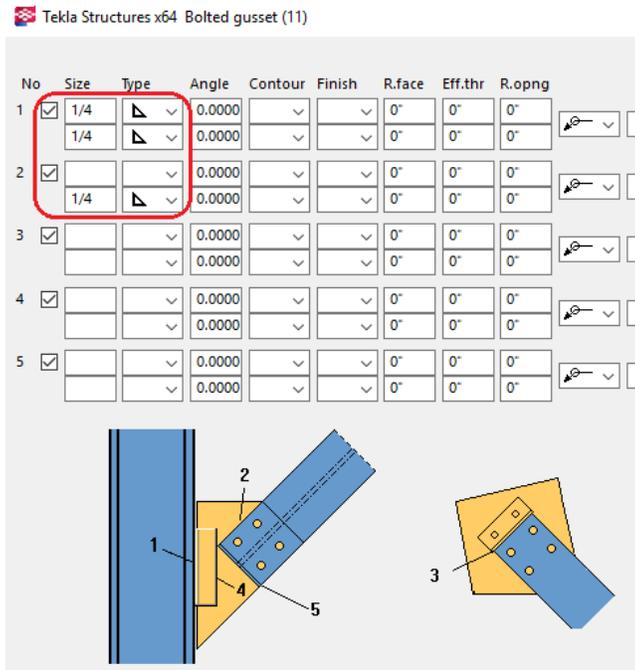 Tekla Structures x64 Bolted gusset (11)
No Size Type Angle Contour Finish R.face Eff.thr R.opng
1 1/4 0.0000 0" 0" 0"
1/4 0.0000 0" 0" 0"
2 0.0000 0" 0" 0"
1/4 0.0000 0" 0" 0"
3 0.0000 0" 0" 0"
0.0000 0" 0" 0"
4 0.0000 0" 0" 0"
0.0000 0" 0" 0"
5 0.0000 0" 0" 0"
0.0000 0" 0" 0"
2
1
4
5
3